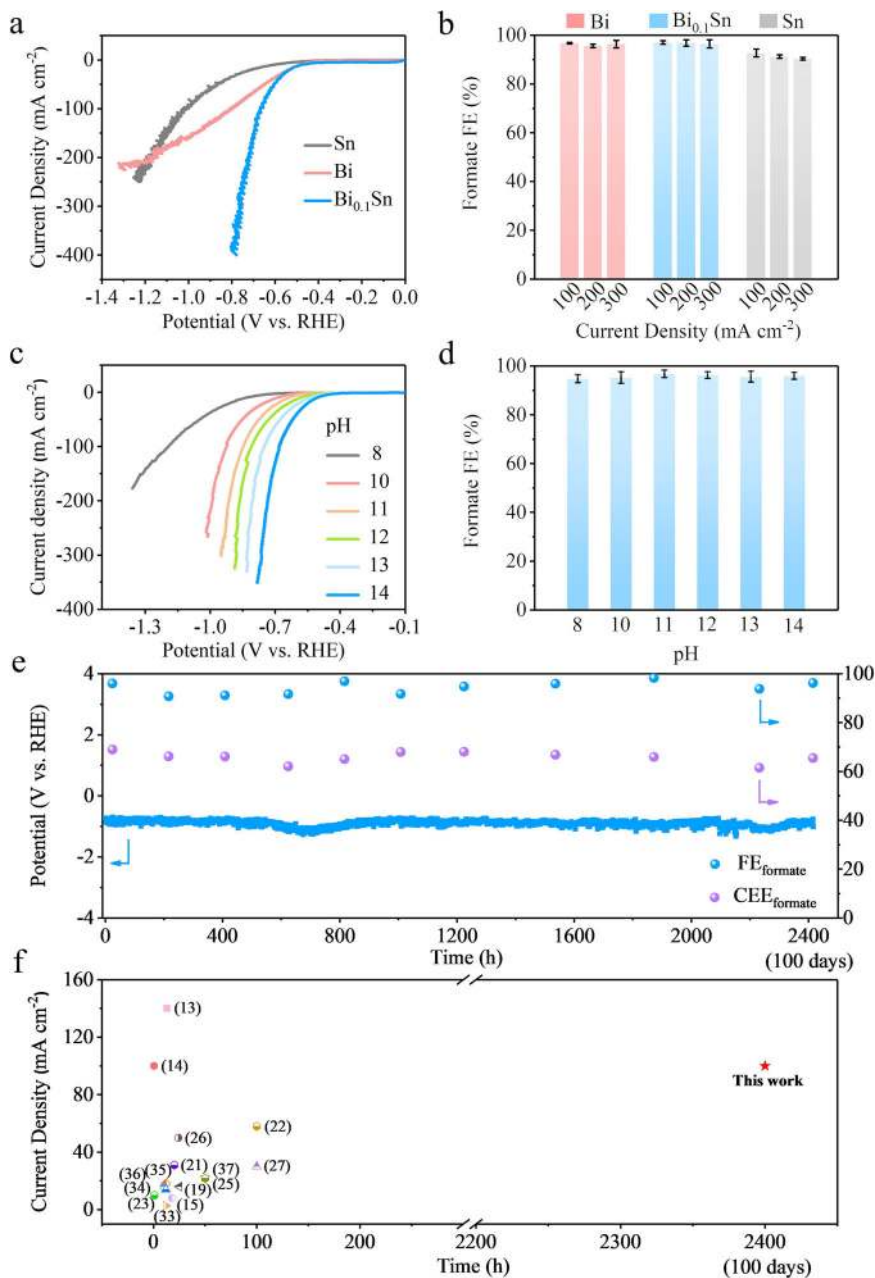 a
0
-100
-200
-300
-400
Current Density (mA cm-2)
Sn
Bi
Bi0.1Sn
-1.4 -1.2 -1.0 -0.8 -0.6 -0.4 -0.2 0.0
Potential (V vs. RHE)
b
Bi Bi0.1Sn Sn
100
80
60
40
20
0
Formate FE (%)
100 200 300 100 200 300 100 200 300
Current Density (mA cm-2)
c
0
-100
-200
-300
-400
Current density (mA cm-2)
pH
8
10
11
12
13
14
-1.3 -1.0 -0.7 -0.4 -0.1
Potential (V vs. RHE)
d
100
80
60
40
20
0
Formate FE (%)
8 10 11 12 13 14
pH
e
4
2
0
-2
-4
Potential (V vs. RHE)
100
80
60
40
20
0
FEformate
CEEformate
0 400 800 1200 1600 2000 2400
Time (h) (100 days)
f
160
120
80
40
0
Current Density (mA cm-2)
(13)
(14)
This work
(26)
(22)
(36) (35) (21) (37) (27)
(34) (19) (25)
(23) (15)
(33)
0 100 200 2200 2300 2400
Time (h) (100 days)